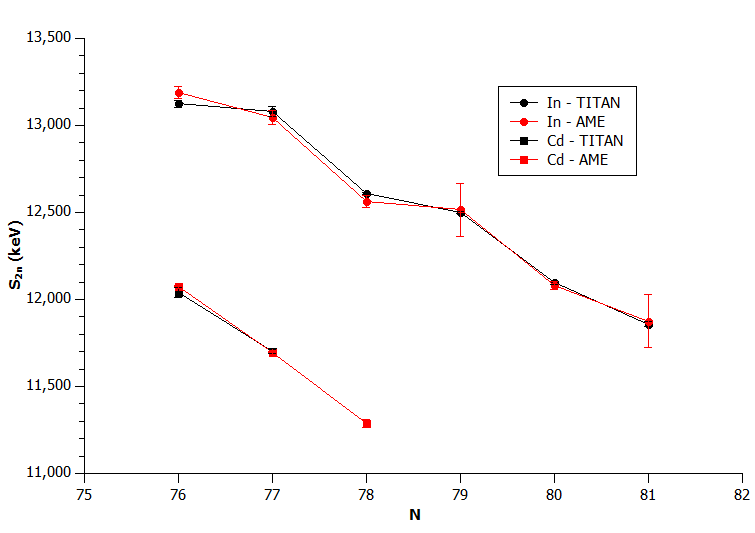 13,500
13,000
12,500
12,000
11,500
11,000
S2n (keV)
In - TITAN
In - AME
Cd - TITAN
Cd - AME
75 76 77 78 79 80 81 82
N